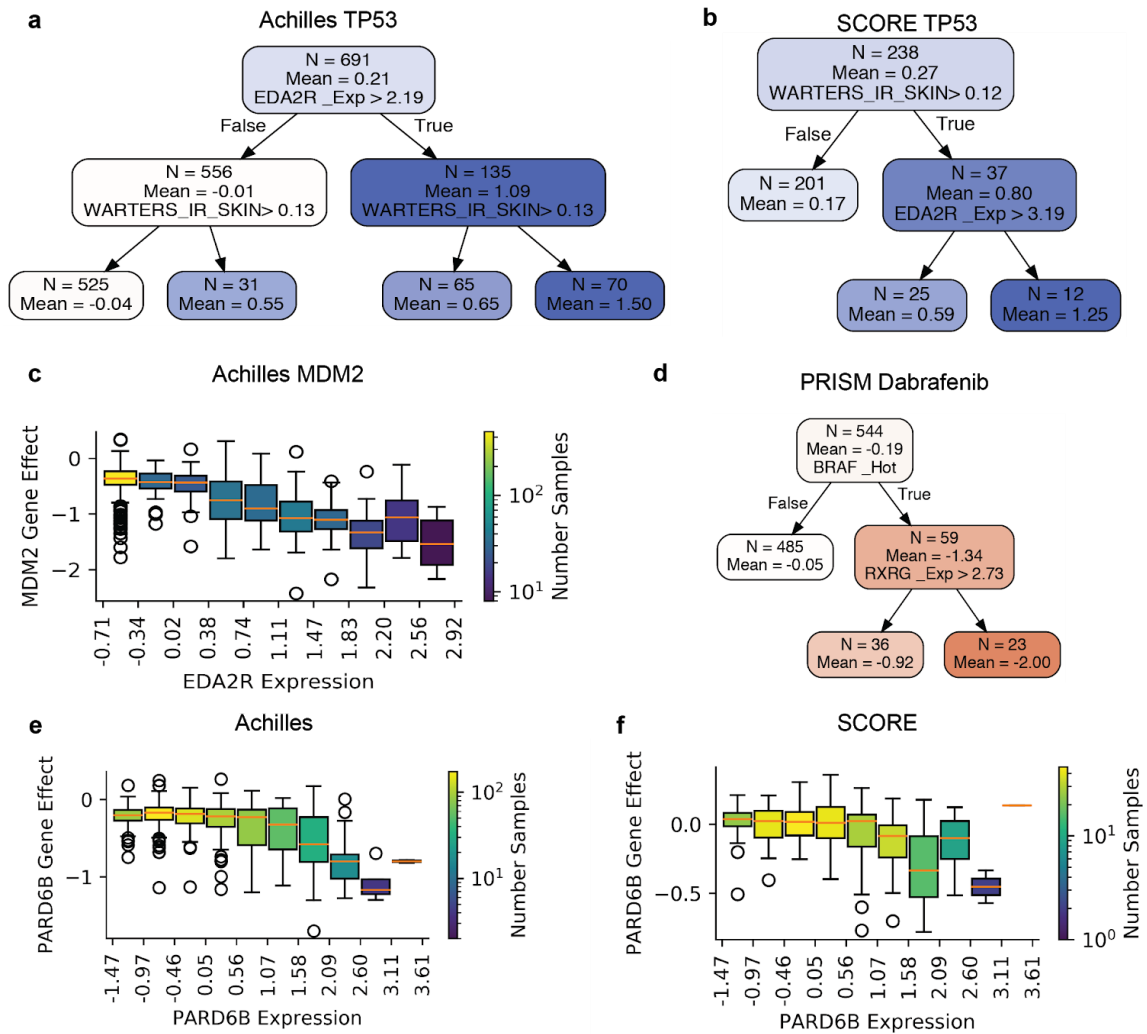 a
Achilles TP53
N = 691
Mean = 0.21
EDA2R _Exp > 2.19
False
True
N = 556
Mean = -0.01
WARTERS_IR_SKIN> 0.13
N = 135
Mean = 1.09
WARTERS_IR_SKIN> 0.13
N = 525
Mean = -0.04
N = 31
Mean = 0.55
N = 65
Mean = 0.65
N = 70
Mean = 1.50
b
SCORE TP53
N = 238
Mean = 0.27
WARTERS_IR_SKIN> 0.12
False
True
N = 201
Mean = 0.17
N = 37
Mean = 0.80
EDA2R _Exp > 3.19
N = 25
Mean = 0.59
N = 12
Mean = 1.25
c
Achilles MDM2
MDM2 Gene Effect
0
−1
−2
-0.71
-0.34
0.02
0.38
0.74
1.11
1.47
1.83
2.20
2.56
2.92
EDA2R Expression
10²
10¹
Number Samples
d
PRISM Dabrafenib
N = 544
Mean = -0.19
BRAF _Hot
False
True
N = 485
Mean = -0.05
N = 59
Mean = -1.34
RXRG _Exp > 2.73
N = 36
Mean = -0.92
N = 23
Mean = -2.00
e
Achilles
PARD6B Gene Effect
0
−1
-1.47
-0.97
-0.46
0.05
0.56
1.07
1.58
2.09
2.60
3.11
3.61
PARD6B Expression
10²
10¹
Number Samples
f
SCORE
PARD6B Gene Effect
0.0
−0.5
-1.47
-0.97
-0.46
0.05
0.56
1.07
1.58
2.09
2.60
3.11
3.61
PARD6B Expression
10¹
10⁰
Number Samples